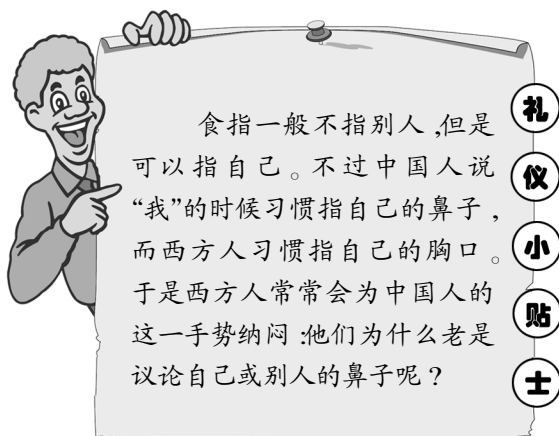 食指一般不指别人,但是
可以指自己。不过中国人说
“我”的时候习惯指自己的鼻子,
而西方人习惯指自己的胸口。
于是西方人常常会为中国人的
这一手势纳闷:他们为什么老是
议论自己或别人的鼻子呢?
礼仪小贴士